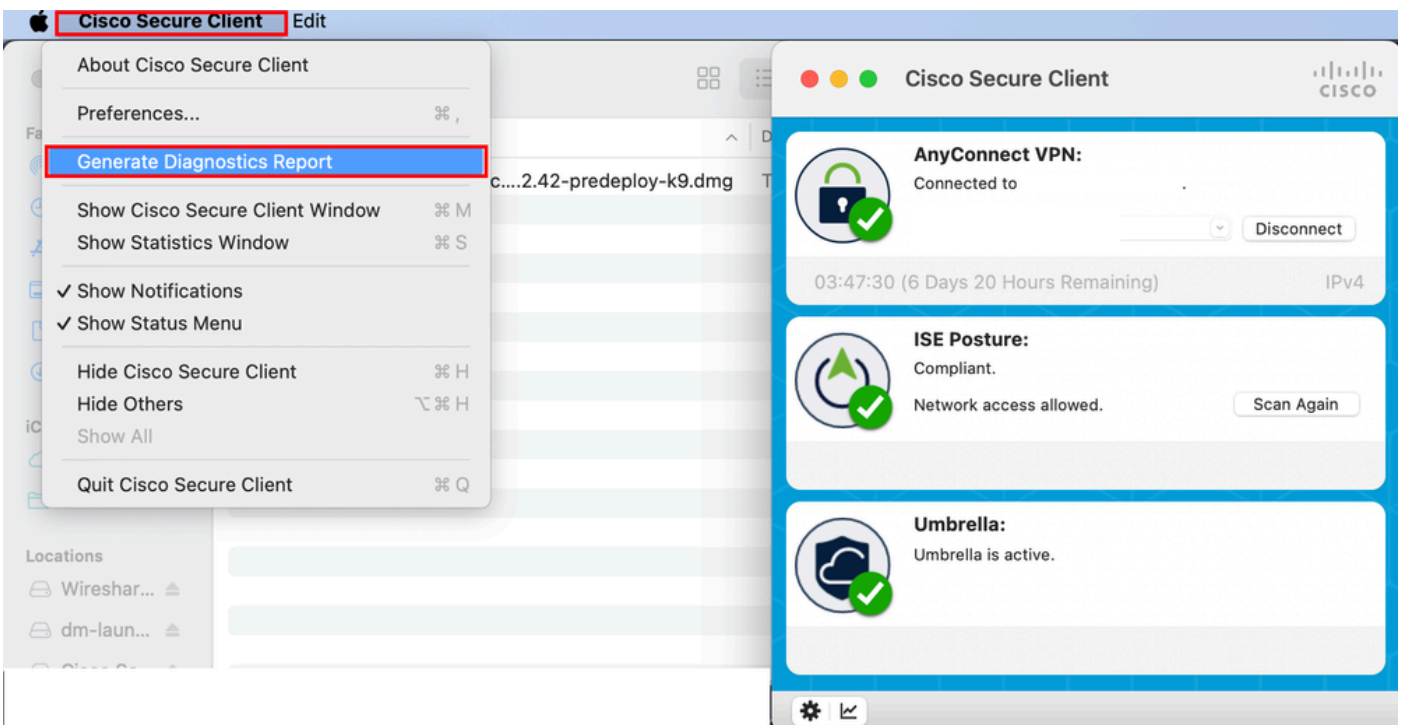 Cisco Secure Client Edit
About Cisco Secure Client
Preferences... ⌘ ,
Generate Diagnostics Report
Show Cisco Secure Client Window ⌘ M
Show Statistics Window ⌘ S
✓ Show Notifications
✓ Show Status Menu
Hide Cisco Secure Client ⌘ H
Hide Others ⌥ ⌘ H
Show All
Quit Cisco Secure Client ⌘ Q
Fa
iC
Locations
Wireshar...
dm-laun...
D
c....2.42-predeploy-k9.dmg T
Cisco Secure Client
CISCO
AnyConnect VPN:
Connected to .
Disconnect
03:47:30 (6 Days 20 Hours Remaining) IPv4
ISE Posture:
Compliant.
Network access allowed. Scan Again
Umbrella:
Umbrella is active.